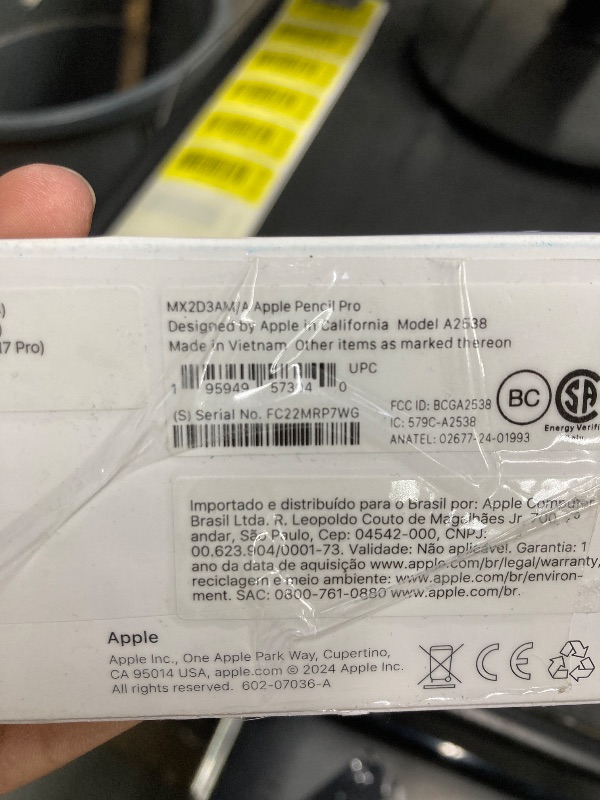 )
)
17 Pro)
MX2D3AM/A Apple Pencil Pro
Designed by Apple in California Model A2538
Made in Vietnam Other items as marked thereon
UPC
1 95949 0
(S) Serial No. FC22MRP7WG
FCC ID: BCGA2538
IC: 579C-A2538
ANATEL: 02677-24-01993
BC
SA
Energy Verifi
Importado e distribuído para o Brasil por: Apple Computer
Brasil Ltda. R. Leopoldo Couto de Magalhães Jr
andar, São Paulo, Cep: 04542-000, CNPJ:
00.623.904/0001-73. Validade: Não aplicável. Garantia: 1
ano da data de aquisição www.apple.com/br/legal/warranty,
reciclagem e meio ambiente: www.apple.com/br/environ-
ment. SAC: 0800-761-0880 www.apple.com/br.
Apple
Apple Inc., One Apple Park Way, Cupertino,
CA 95014 USA, apple.com © 2024 Apple Inc.
All rights reserved. 602-07036-A
CE